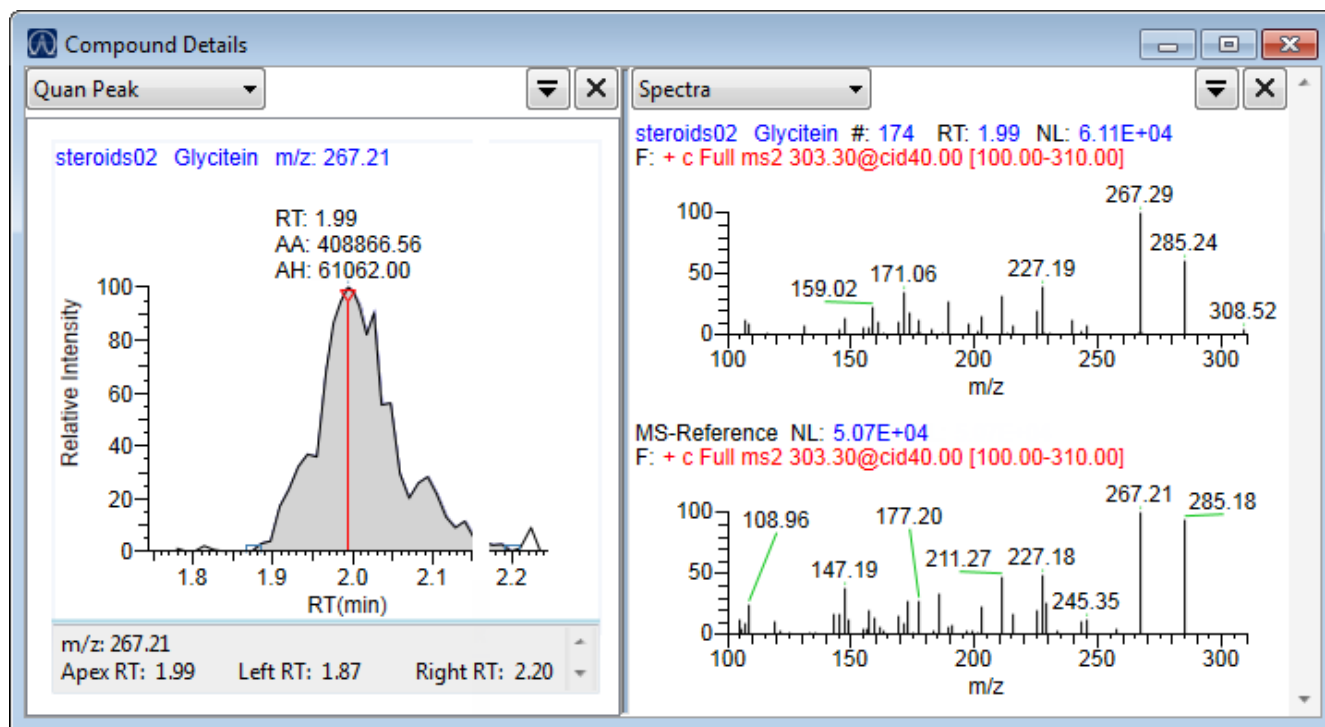 Compound Details
Quan Peak
steroids02 Glycitein m/z: 267.21
RT: 1.99
AA: 408866.56
AH: 61062.00
100
80
60
40
20
0
Relative Intensity
1.8 1.9 2.0 2.1 2.2
RT(min)
m/z: 267.21
Apex RT: 1.99 Left RT: 1.87 Right RT: 2.20
Spectra
steroids02 Glycitein #: 174 RT: 1.99 NL: 6.11E+04
F: + c Full ms2 303.30@cid40.00 [100.00-310.00]
267.29
100
285.24
50
227.19
171.06
159.02
308.52
0
100 150 200 250 300
m/z
MS-Reference NL: 5.07E+04
F: + c Full ms2 303.30@cid40.00 [100.00-310.00]
267.21
285.18
100
108.96
177.20
211.27
227.18
147.19
50
245.35
0
100 150 200 250 300
m/z